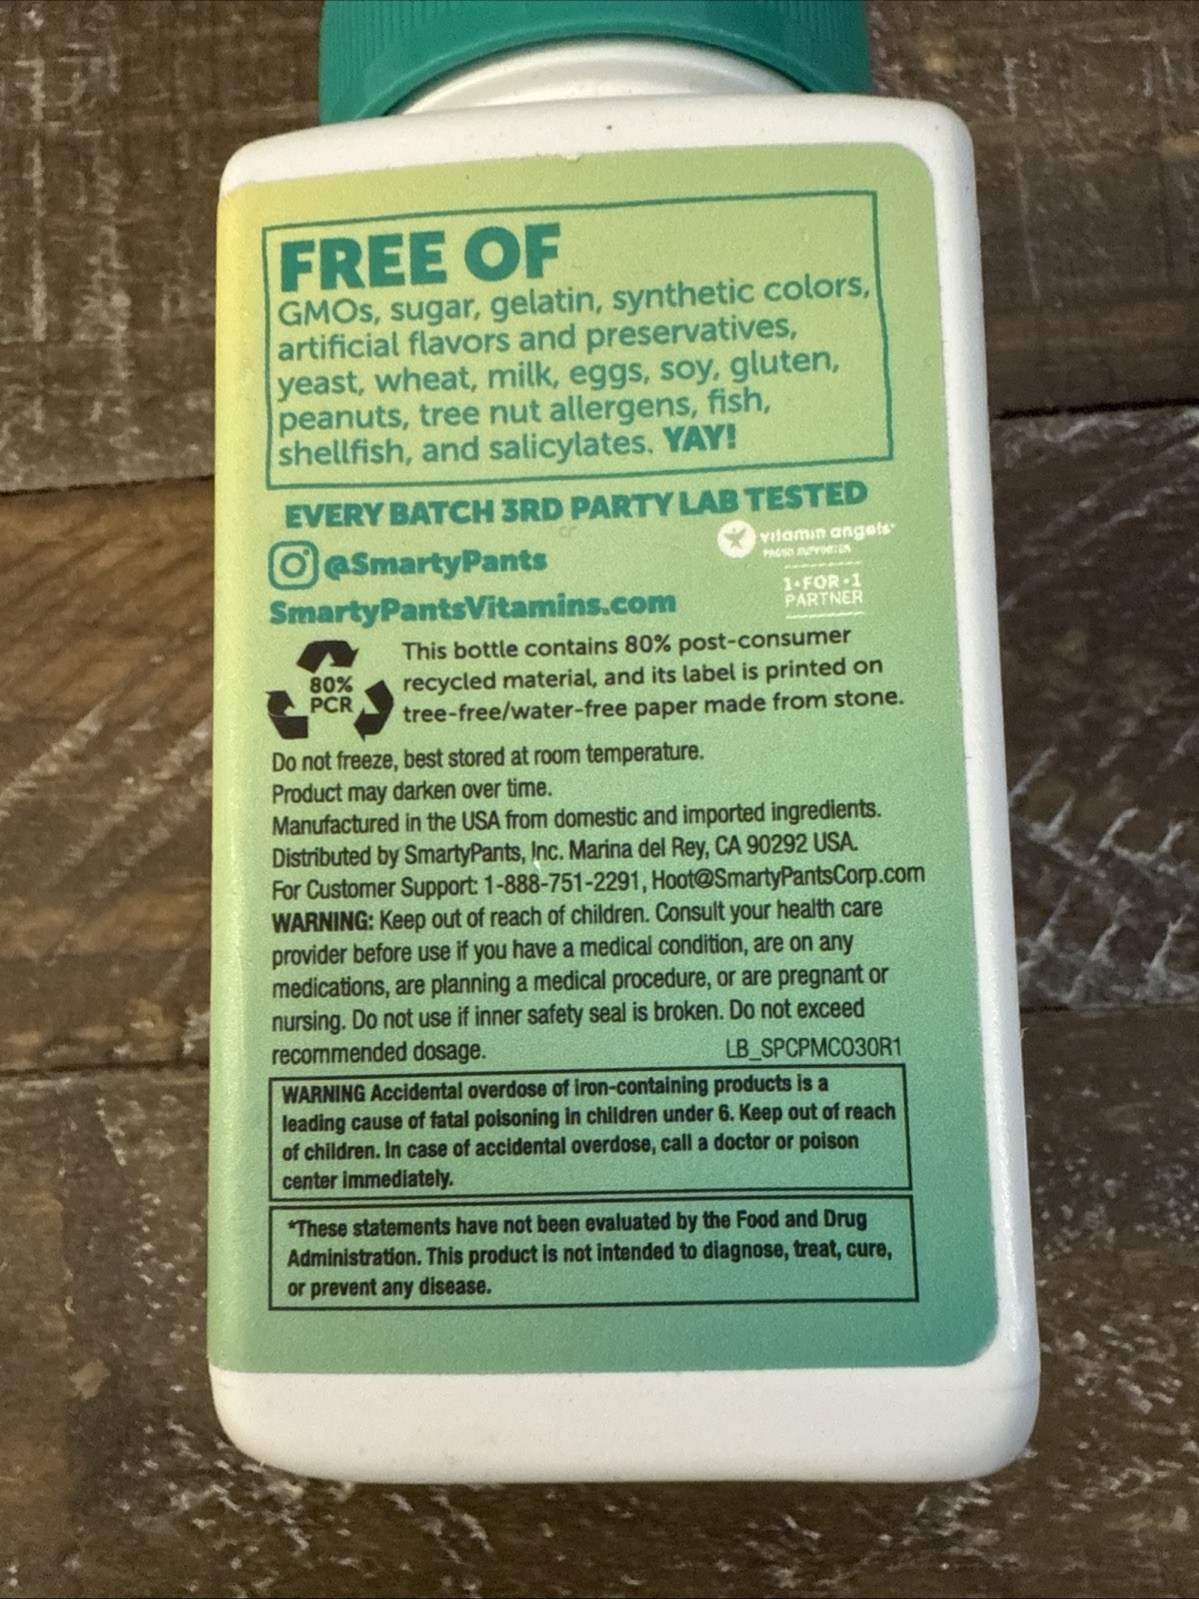 FREE OF
GMOs, sugar, gelatin, synthetic colors,
artificial flavors and preservatives,
yeast, wheat, milk, eggs, soy, gluten,
peanuts, tree nut allergens, fish,
shellfish, and salicylates. YAY!
EVERY BATCH 3RD PARTY LAB TESTED
@SmartyPants
vitamin angels
PROUD SUPPORTER
SmartyPantsVitamins.com
1•FOR•1
PARTNER
80%
PCR
This bottle contains 80% post-consumer
recycled material, and its label is printed on
tree-free/water-free paper made from stone.
Do not freeze, best stored at room temperature.
Product may darken over time.
Manufactured in the USA from domestic and imported ingredients.
Distributed by SmartyPants, Inc. Marina del Rey, CA 90292 USA.
For Customer Support: 1-888-751-2291, Hoot@SmartyPantsCorp.com
WARNING: Keep out of reach of children. Consult your health care
provider before use if you have a medical condition, are on any
medications, are planning a medical procedure, or are pregnant or
nursing. Do not use if inner safety seal is broken. Do not exceed
recommended dosage. LB_SPCPMCO30R1
WARNING Accidental overdose of iron-containing products is a
leading cause of fatal poisoning in children under 6. Keep out of reach
of children. In case of accidental overdose, call a doctor or poison
center immediately.
*These statements have not been evaluated by the Food and Drug
Administration. This product is not intended to diagnose, treat, cure,
or prevent any disease.